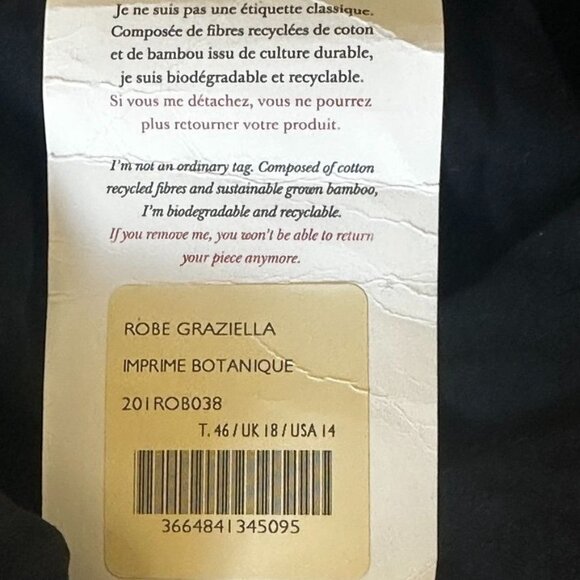 Je ne suis pas une étiquette classique.
Composée de fibres recyclées de coton
et de bambou issu de culture durable,
je suis biodégradable et recyclable.
Si vous me détachez, vous ne pourrez
plus retourner votre produit.
I'm not an ordinary tag. Composed of cotton
recycled fibres and sustainable grown bamboo,
I'm biodegradable and recyclable.
If you remove me, you won't be able to return
your piece anymore.
ROBE GRAZIELLA
IMPRIME BOTANIQUE
201ROB038
T. 46 / UK 18 / USA 14
3664841345095